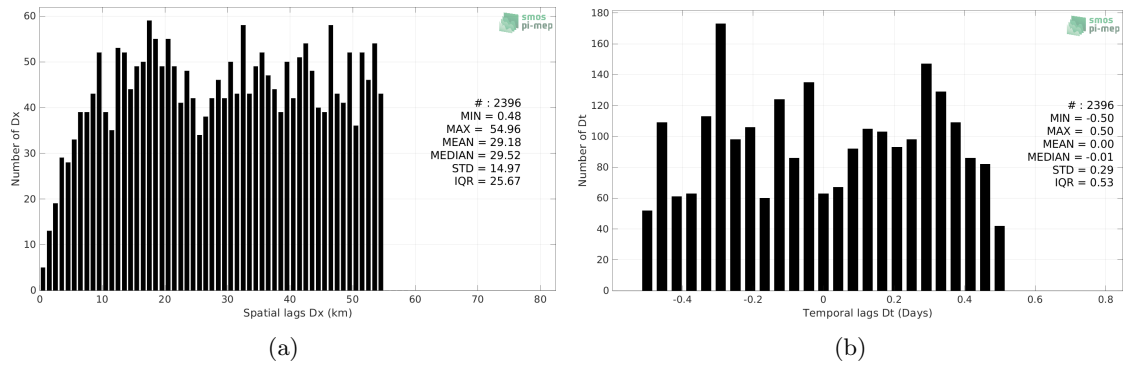 60
50
40
30
20
10
0
Number of Dx
0 10 20 30 40 50 60 70 80
Spatial lags Dx (km)
smos
pi-mep
# : 2396
MIN = 0.48
MAX = 54.96
MEAN = 29.18
MEDIAN = 29.52
STD = 14.97
IQR = 25.67
(a)
180
160
140
120
100
80
60
40
20
0
Number of Dt
-0.4 -0.2 0 0.2 0.4 0.6 0.8
Temporal lags Dt (Days)
smos
pi-mep
# : 2396
MIN = -0.50
MAX = 0.50
MEAN = 0.00
MEDIAN = -0.01
STD = 0.29
IQR = 0.53
(b)